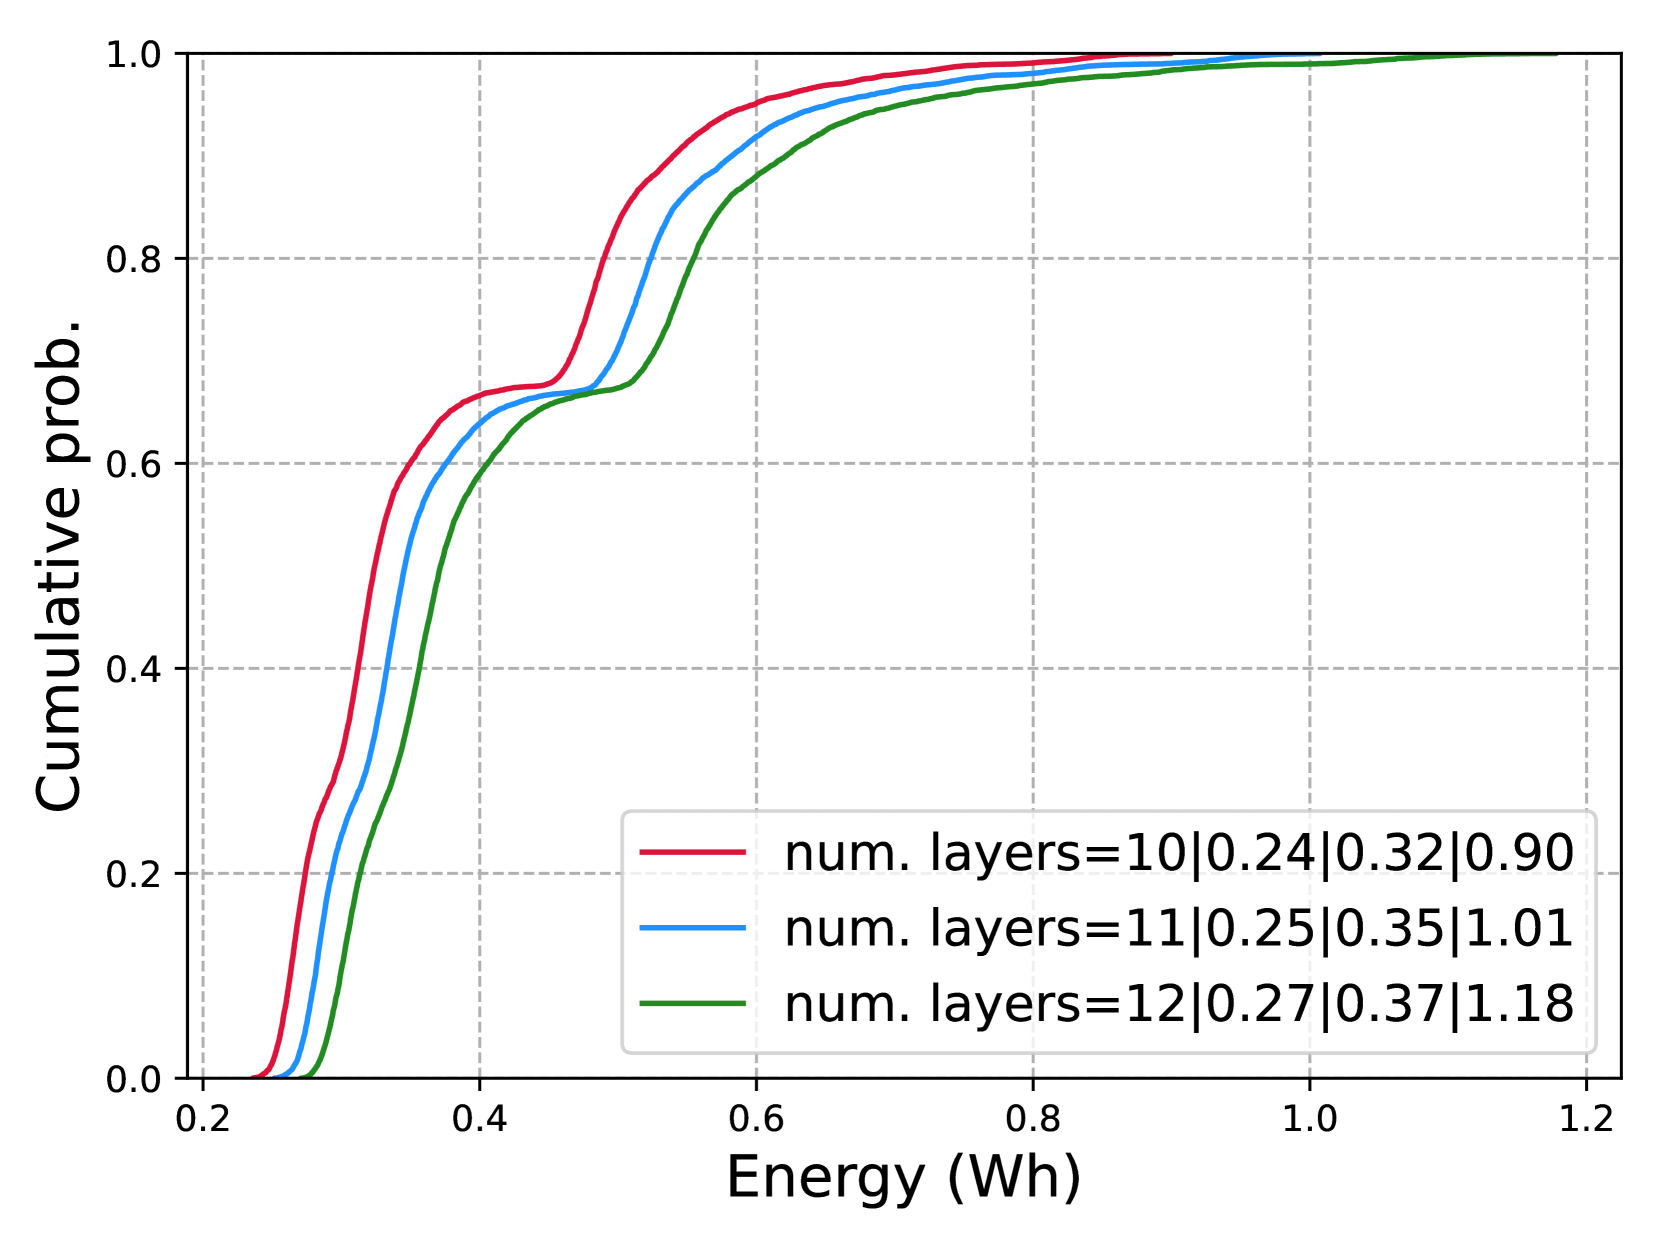 1.0
0.8
0.6
0.4
0.2
0.0
Cumulative prob.
num. layers=10|0.24|0.32|0.90
num. layers=11|0.25|0.35|1.01
num. layers=12|0.27|0.37|1.18
0.2 0.4 0.6 0.8 1.0 1.2
Energy (Wh)